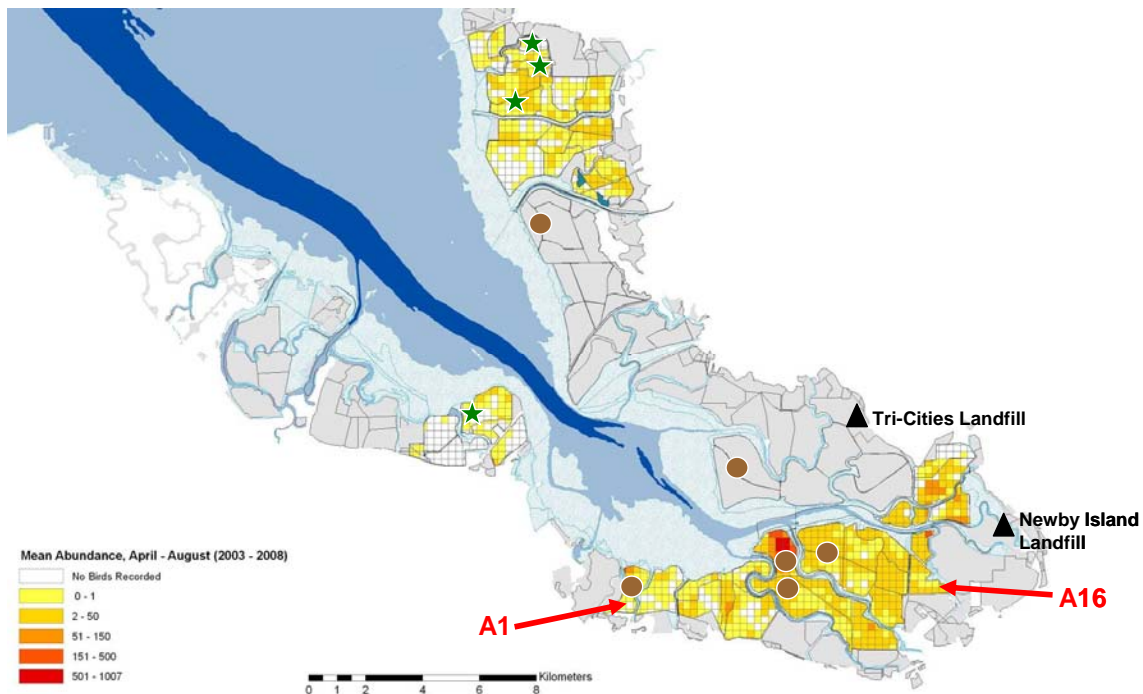 Tri-Cities Landfill
Newby Island
Landfill
A1
A16
Mean Abundance, April - August (2003 - 2008)
No Birds Recorded
0 - 1
2 - 50
51 - 150
151 - 500
501 - 1007
Kilometers
0 1 2 4 6 8